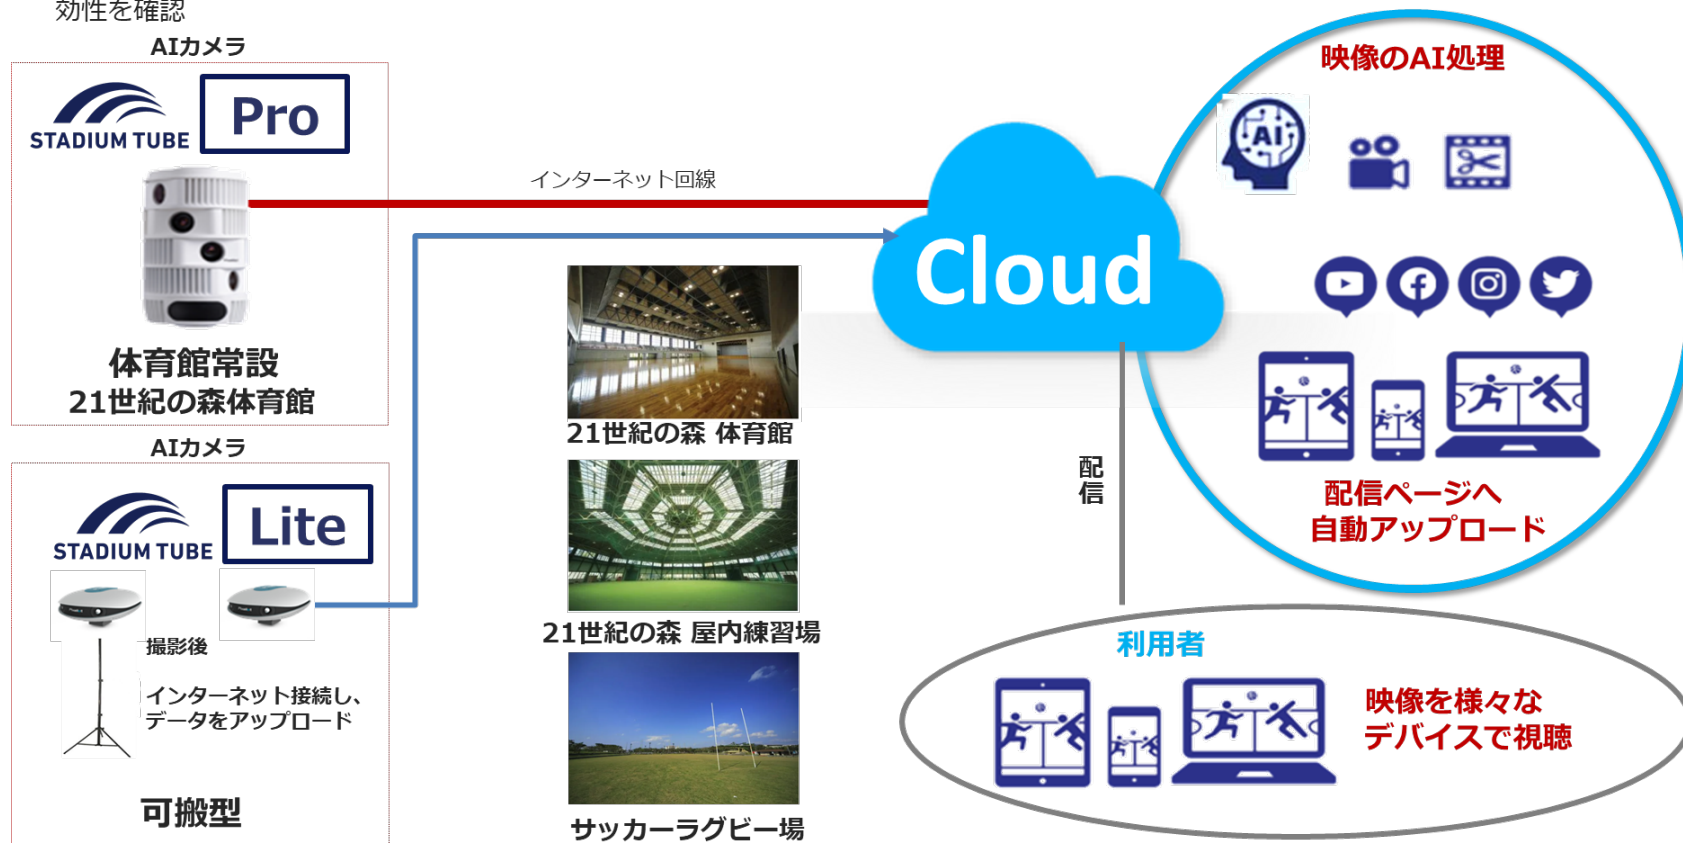 効性を確認
AIカメラ
STADIUM TUBE
Pro
体育館常設
21世紀の森体育館
AIカメラ
STADIUM TUBE
Lite
撮影後
インターネット接続し、
データをアップロード
可搬型
インターネット回線
21世紀の森 体育館
21世紀の森 屋内練習場
サッカーラグビー場
Cloud
配信
映像のAI処理
AI
配信ページへ
自動アップロード
利用者
映像を様々な
デバイスで視聴